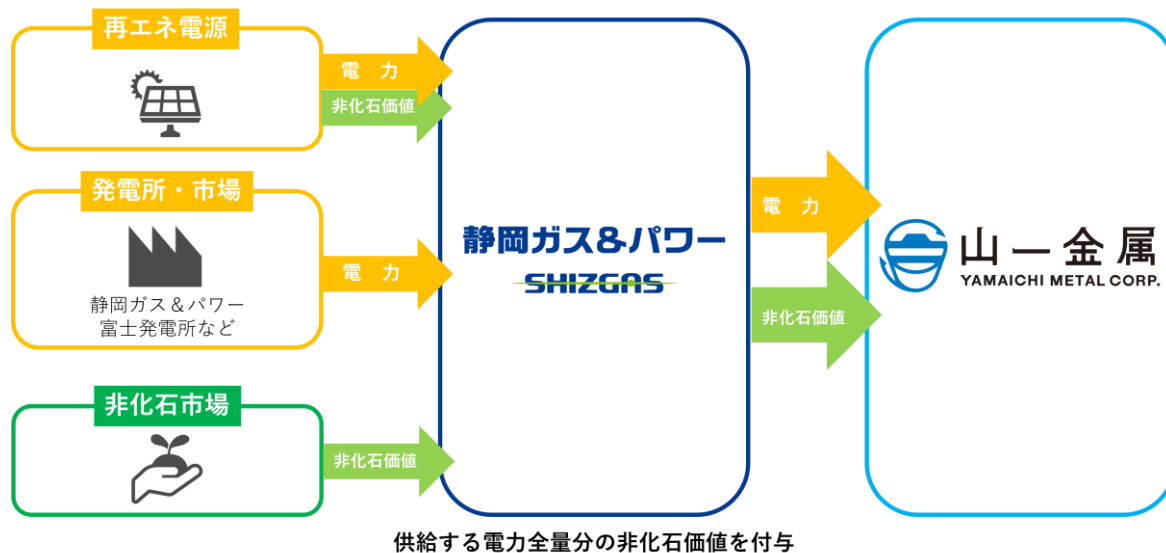 再エネ電源
電 力
非化石価値
発電所・市場
静岡ガス＆パワー
富士発電所など
電 力
非化石市場
非化石価値
静岡ガス&パワー
SHIZGAS
電 力
非化石価値
山一金属
YAMAICHI METAL CORP.
供給する電力全量分の非化石価値を付与